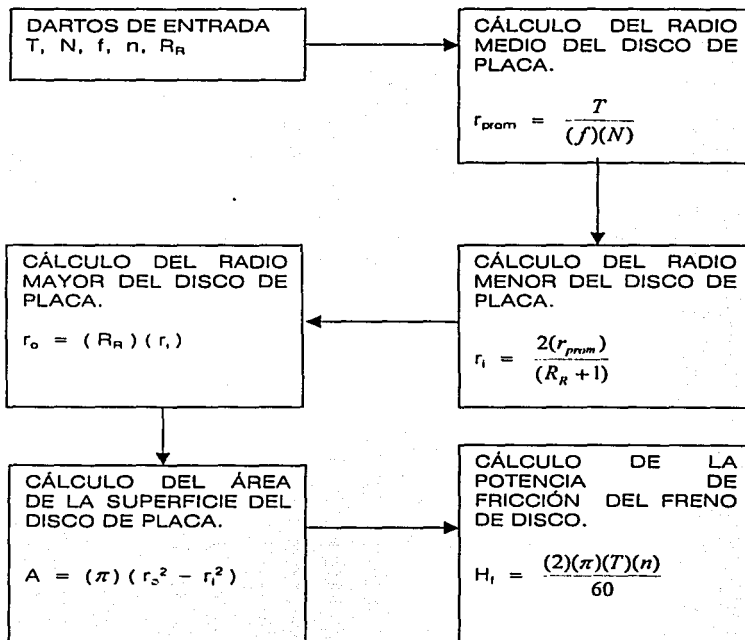 DARTOS DE ENTRADA
T, N, f, n, R_R
CÁLCULO DEL RADIO
MEDIO DEL DISCO DE
PLACA.
r_prom = T / (f)(N)
CÁLCULO DEL RADIO
MENOR DEL DISCO DE
PLACA.
r_i = 2(r_prom) / (R_R + 1)
CÁLCULO DEL RADIO
MAYOR DEL DISCO DE
PLACA.
r_o = (R_R)(r_i)
CÁLCULO DEL ÁREA
DE LA SUPERFICIE DEL
DISCO DE PLACA.
A = (π)(r_o² – r_i²)
CÁLCULO DE LA
POTENCIA DE
FRICCIÓN DEL FRENO
DE DISCO.
H_f = (2)(π)(T)(n) / 60